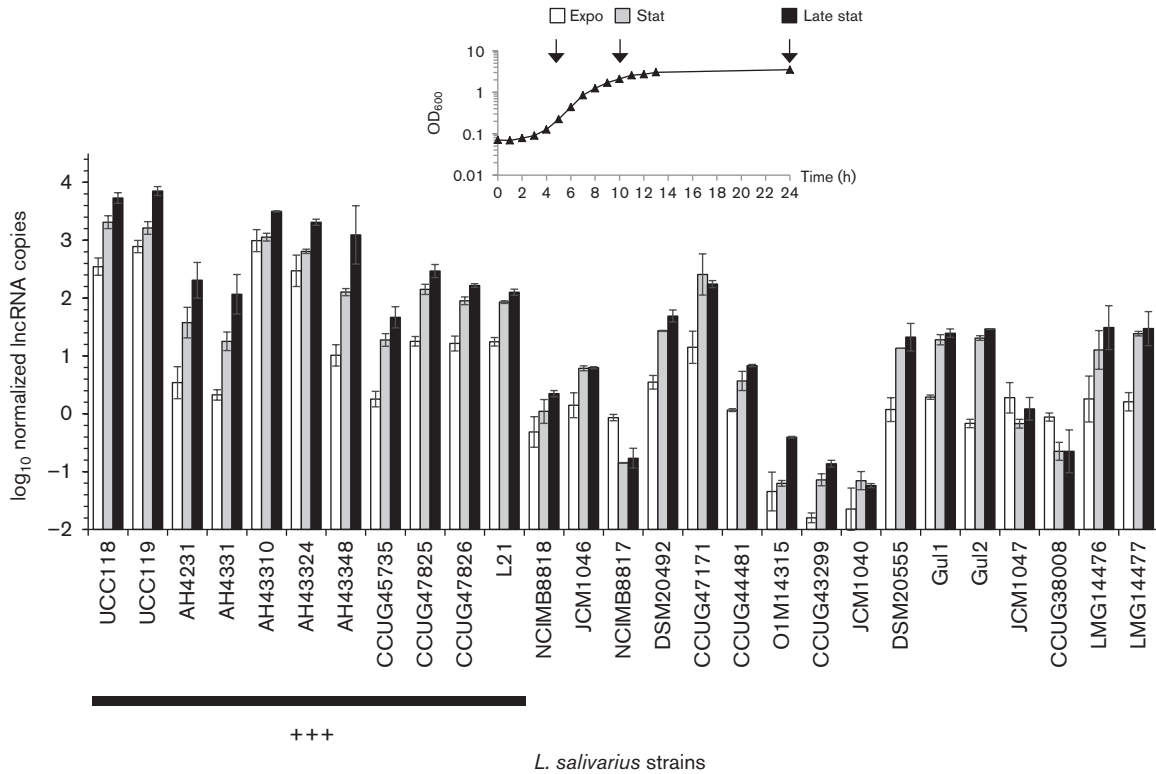 Expo Stat Late stat
10
1
0.1
0.01
OD600
0 2 4 6 8 10 12 14 16 18 20 22 24
Time (h)
log10 normalized lncRNA copies
4
3
2
1
0
−1
−2
UCC118
UCC119
AH4231
AH4331
AH43310
AH43324
AH43348
CCUG45735
CCUG47825
CCUG47826
L21
NCIMB8818
JCM1046
NCIMB8817
DSM20492
CCUG47171
CCUG44481
O1M14315
CCUG43299
JCM1040
DSM20555
Gul1
Gul2
JCM1047
CCUG38008
LMG14476
LMG14477
+++
L. salivarius strains